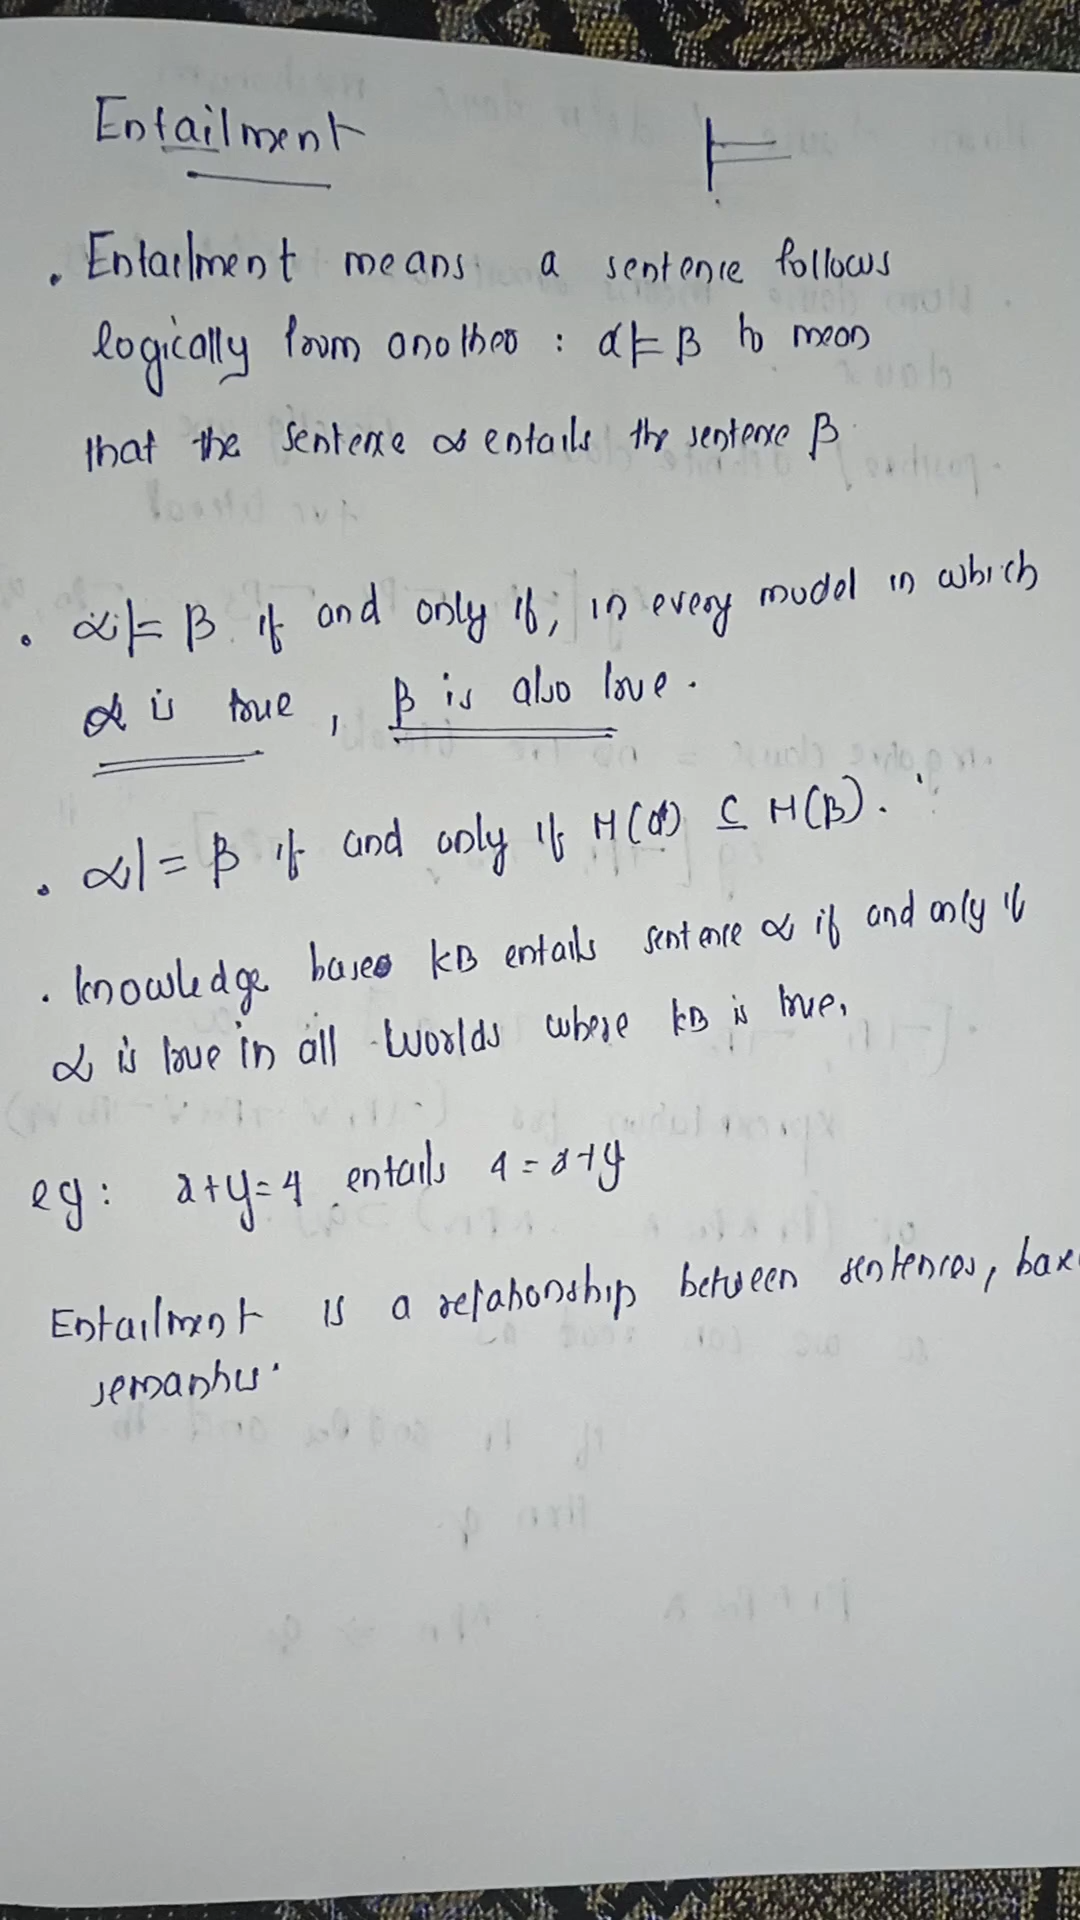 Entailment ⊨
. Entailment means a sentence follows
logically from another : α ⊨ β to mean
that the sentence α entails the sentence β
. α ⊨ β if and only if, in every model in which
α is true , β is also true .
. α |= β if and only if M(α) ⊆ M(β) .
. knowledge bases KB entails sentence α if and only if
α is true in all worlds where KB is true.
eg : x+y=4 entails 4=x+y
Entailment is a relationship between sentences,
semantics.